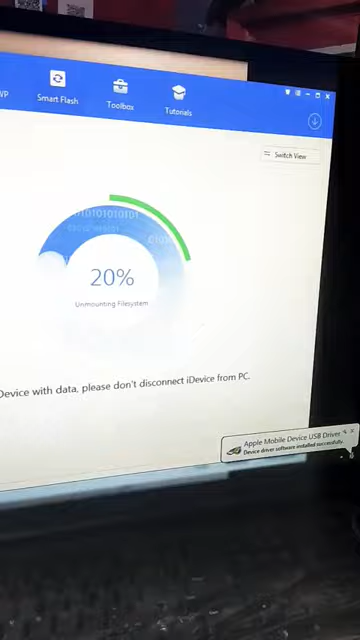 Smart Flash
Toolbox
Tutorials
Switch View
20%
Unmounting Filesystem
Device with data, please don't disconnect iDevice from PC.
Apple Mobile Device USB Driver
Device driver software installed successfully.